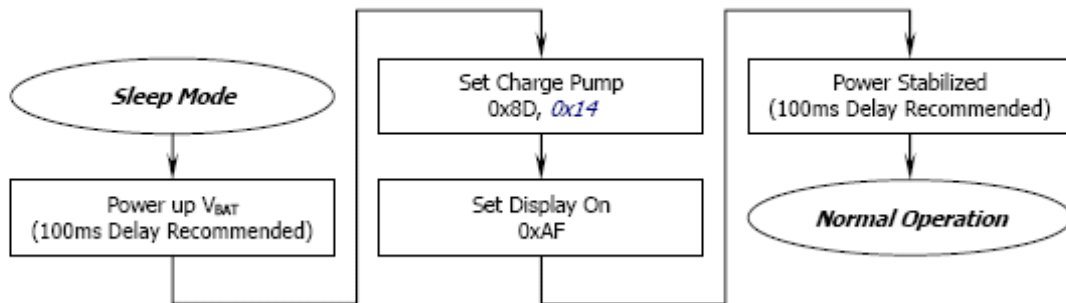 Sleep Mode
Power up VBAT
(100ms Delay Recommended)
Set Charge Pump
0x8D, 0x14
Set Display On
0xAF
Power Stabilized
(100ms Delay Recommended)
Normal Operation